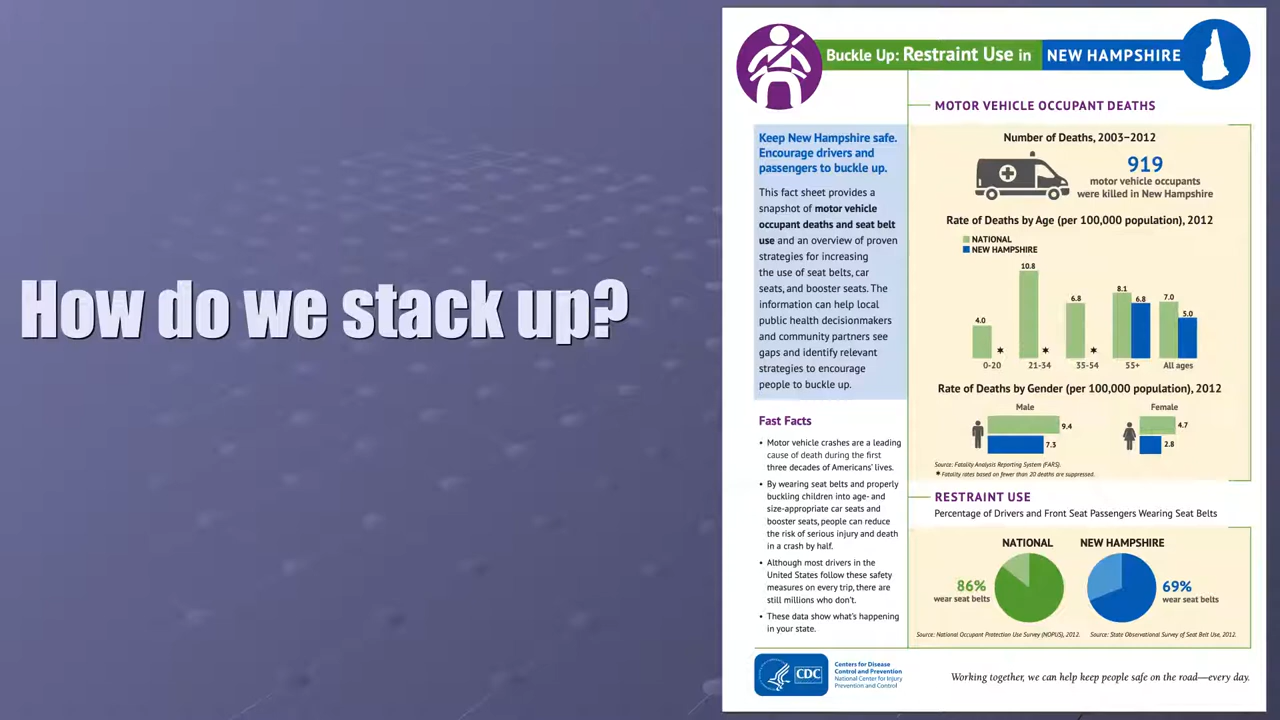 How do we stack up?
Buckle Up: Restraint Use in NEW HAMPSHIRE
Keep New Hampshire safe.
Encourage drivers and
passengers to buckle up.
This fact sheet provides a
snapshot of motor vehicle
occupant deaths and seat belt
use and an overview of proven
strategies for increasing
the use of seat belts, car
seats, and booster seats. The
information can help local
public health decisionmakers
and community partners see
gaps and identify relevant
strategies to encourage
people to buckle up.
Fast Facts
• Motor vehicle crashes are a leading
cause of death during the first
three decades of Americans' lives.
• By wearing seat belts and properly
buckling children into age- and
size-appropriate car seats and
booster seats, people can reduce
the risk of serious injury and death
in a crash by half.
• Although most drivers in the
United States follow these safety
measures on every trip, there are
still millions who don't.
• These data show what's happening
in your state.
MOTOR VEHICLE OCCUPANT DEATHS
Number of Deaths, 2003–2012
919
motor vehicle occupants
were killed in New Hampshire
Rate of Deaths by Age (per 100,000 population), 2012
NATIONAL
NEW HAMPSHIRE
4.0 * 10.8 * 6.8 * 8.1 6.8 7.0 5.0
0-20 21-34 35-54 55+ All ages
Rate of Deaths by Gender (per 100,000 population), 2012
Male Female
9.4 4.7
7.3 2.8
Source: Fatality Analysis Reporting System (FARS).
* Fatality rates based on fewer than 20 deaths are suppressed.
RESTRAINT USE
Percentage of Drivers and Front Seat Passengers Wearing Seat Belts
NATIONAL NEW HAMPSHIRE
86% 69%
wear seat belts wear seat belts
Source: National Occupant Protection Use Survey (NOPUS), 2012. Source: State Observational Survey of Seat Belt Use, 2012.
CDC
Centers for Disease
Control and Prevention
National Center for Injury
Prevention and Control
Working together, we can help keep people safe on the road—every day.